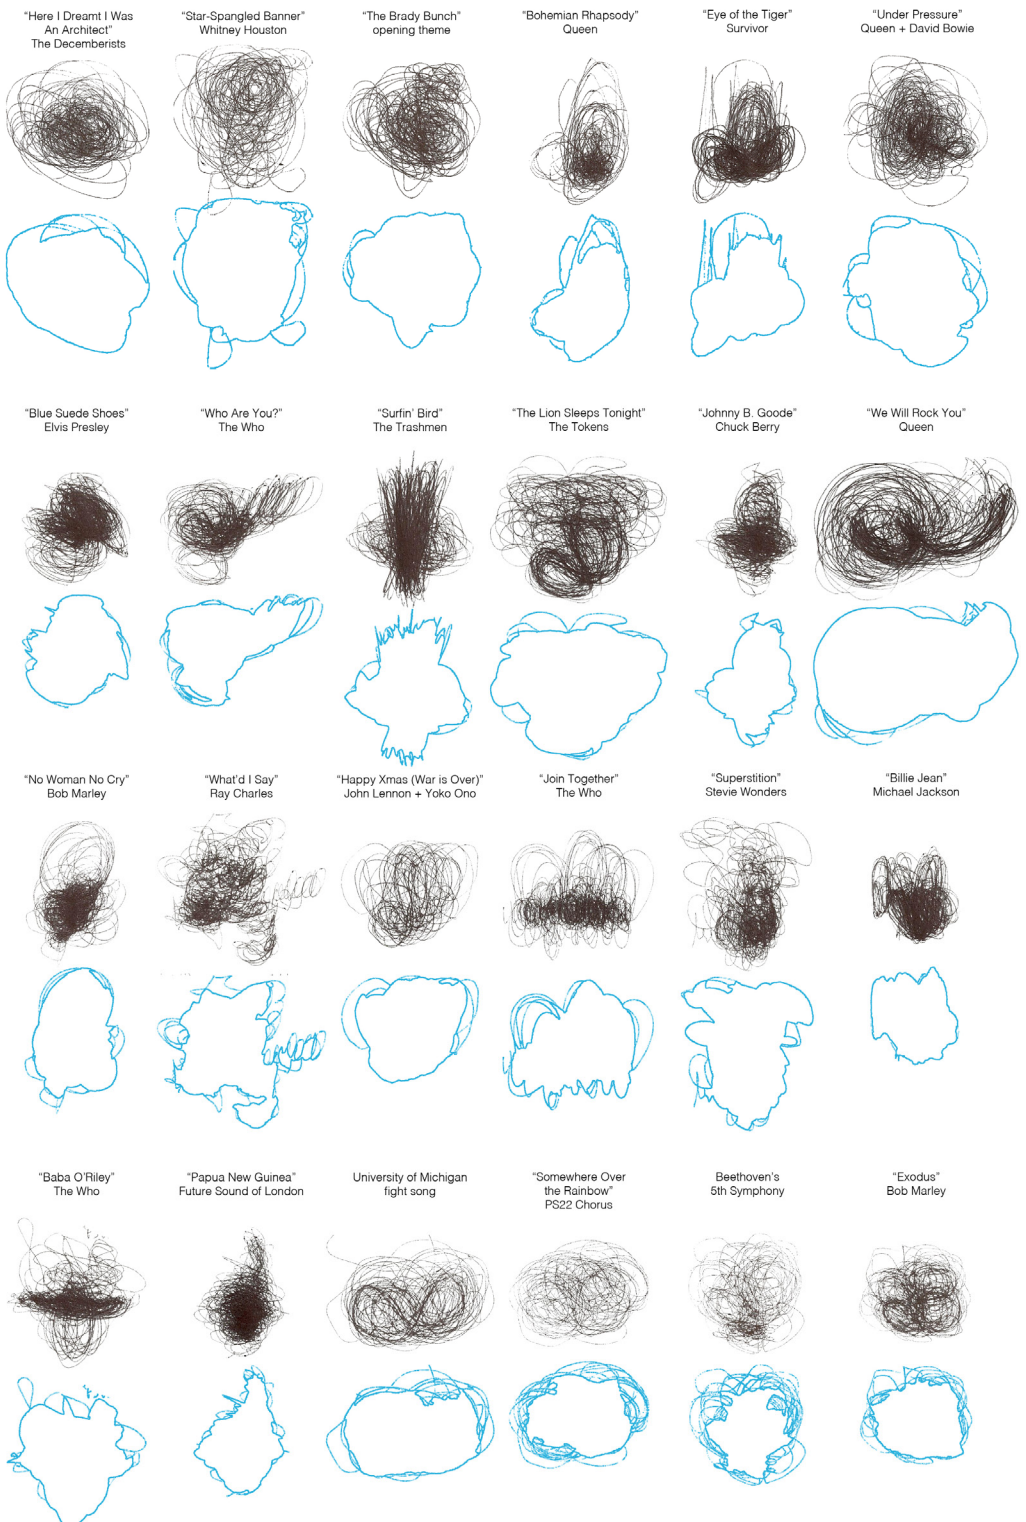 “Here I Dreamt I Was
An Architect”
The Decemberists
“Star-Spangled Banner”
Whitney Houston
“The Brady Bunch”
opening theme
“Bohemian Rhapsody”
Queen
“Eye of the Tiger”
Survivor
“Under Pressure”
Queen + David Bowie
“Blue Suede Shoes”
Elvis Presley
“Who Are You?”
The Who
“Surfin’ Bird”
The Trashmen
“The Lion Sleeps Tonight”
The Tokens
“Johnny B. Goode”
Chuck Berry
“We Will Rock You”
Queen
“No Woman No Cry”
Bob Marley
“What’d I Say”
Ray Charles
“Happy Xmas (War is Over)”
John Lennon + Yoko Ono
“Join Together”
The Who
“Superstition”
Stevie Wonders
“Billie Jean”
Michael Jackson
“Baba O’Riley”
The Who
“Papua New Guinea”
Future Sound of London
University of Michigan
fight song
“Somewhere Over
the Rainbow”
PS22 Chorus
Beethoven’s
5th Symphony
“Exodus”
Bob Marley